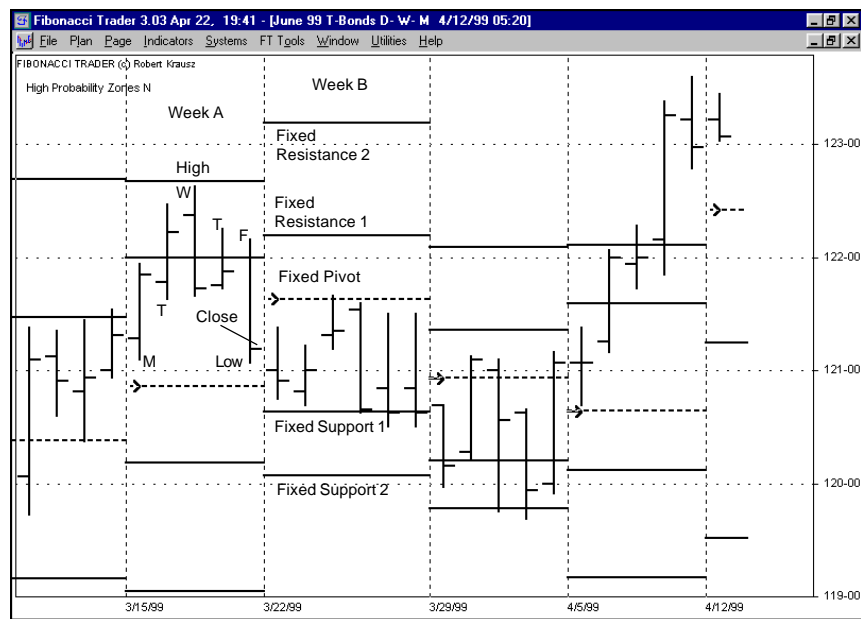 Fibonacci Trader 3.03 Apr 22, 19:41 - [June 99 T-Bonds D- W- M 4/12/99 05:20]
File Plan Page Indicators Systems FT Tools Window Utilities Help
FIBONACCI TRADER (c) Robert Krausz
High Probability Zones N
Week A
Week B
123-00
Fixed
Resistance 2
High
W
Fixed
Resistance 1
T
F
122-00
Fixed Pivot
T
Close
M
Low
121-00
Fixed Support 1
Fixed Support 2
120-00
119-00
3/15/99
3/22/99
3/29/99
4/5/99
4/12/99